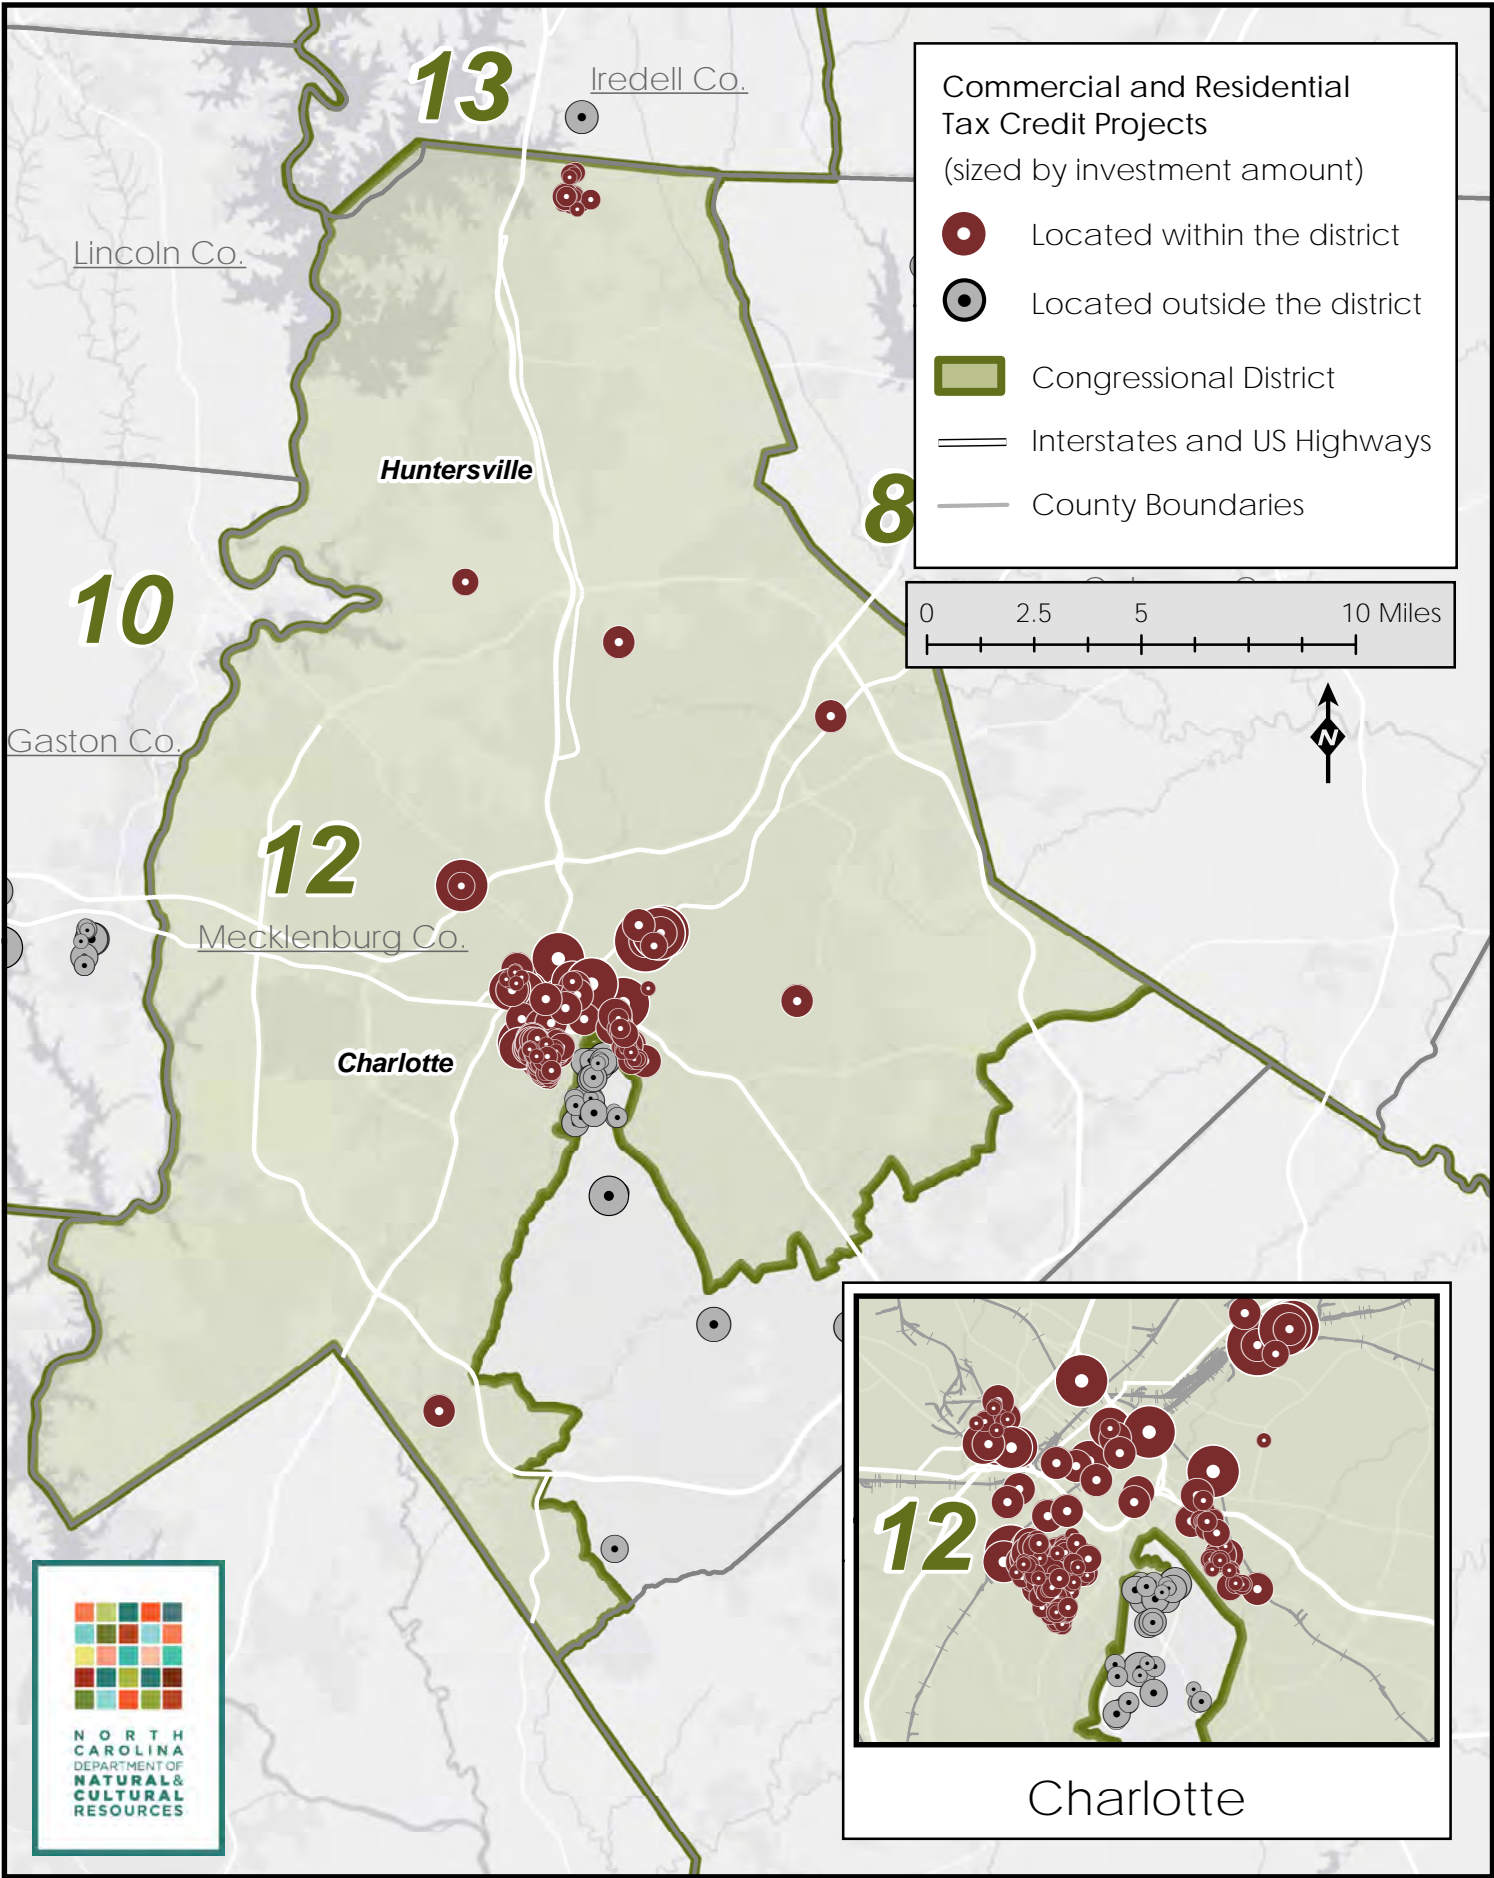 13
Iredell Co.
Commercial and Residential
Tax Credit Projects
(sized by investment amount)
Located within the district
Located outside the district
Congressional District
Interstates and US Highways
County Boundaries
Lincoln Co.
Huntersville
8
10
0 2.5 5 10 Miles
N
Gaston Co.
12
Mecklenburg Co.
Charlotte
12
Charlotte
NORTH
CAROLINA
DEPARTMENT OF
NATURAL &
CULTURAL
RESOURCES